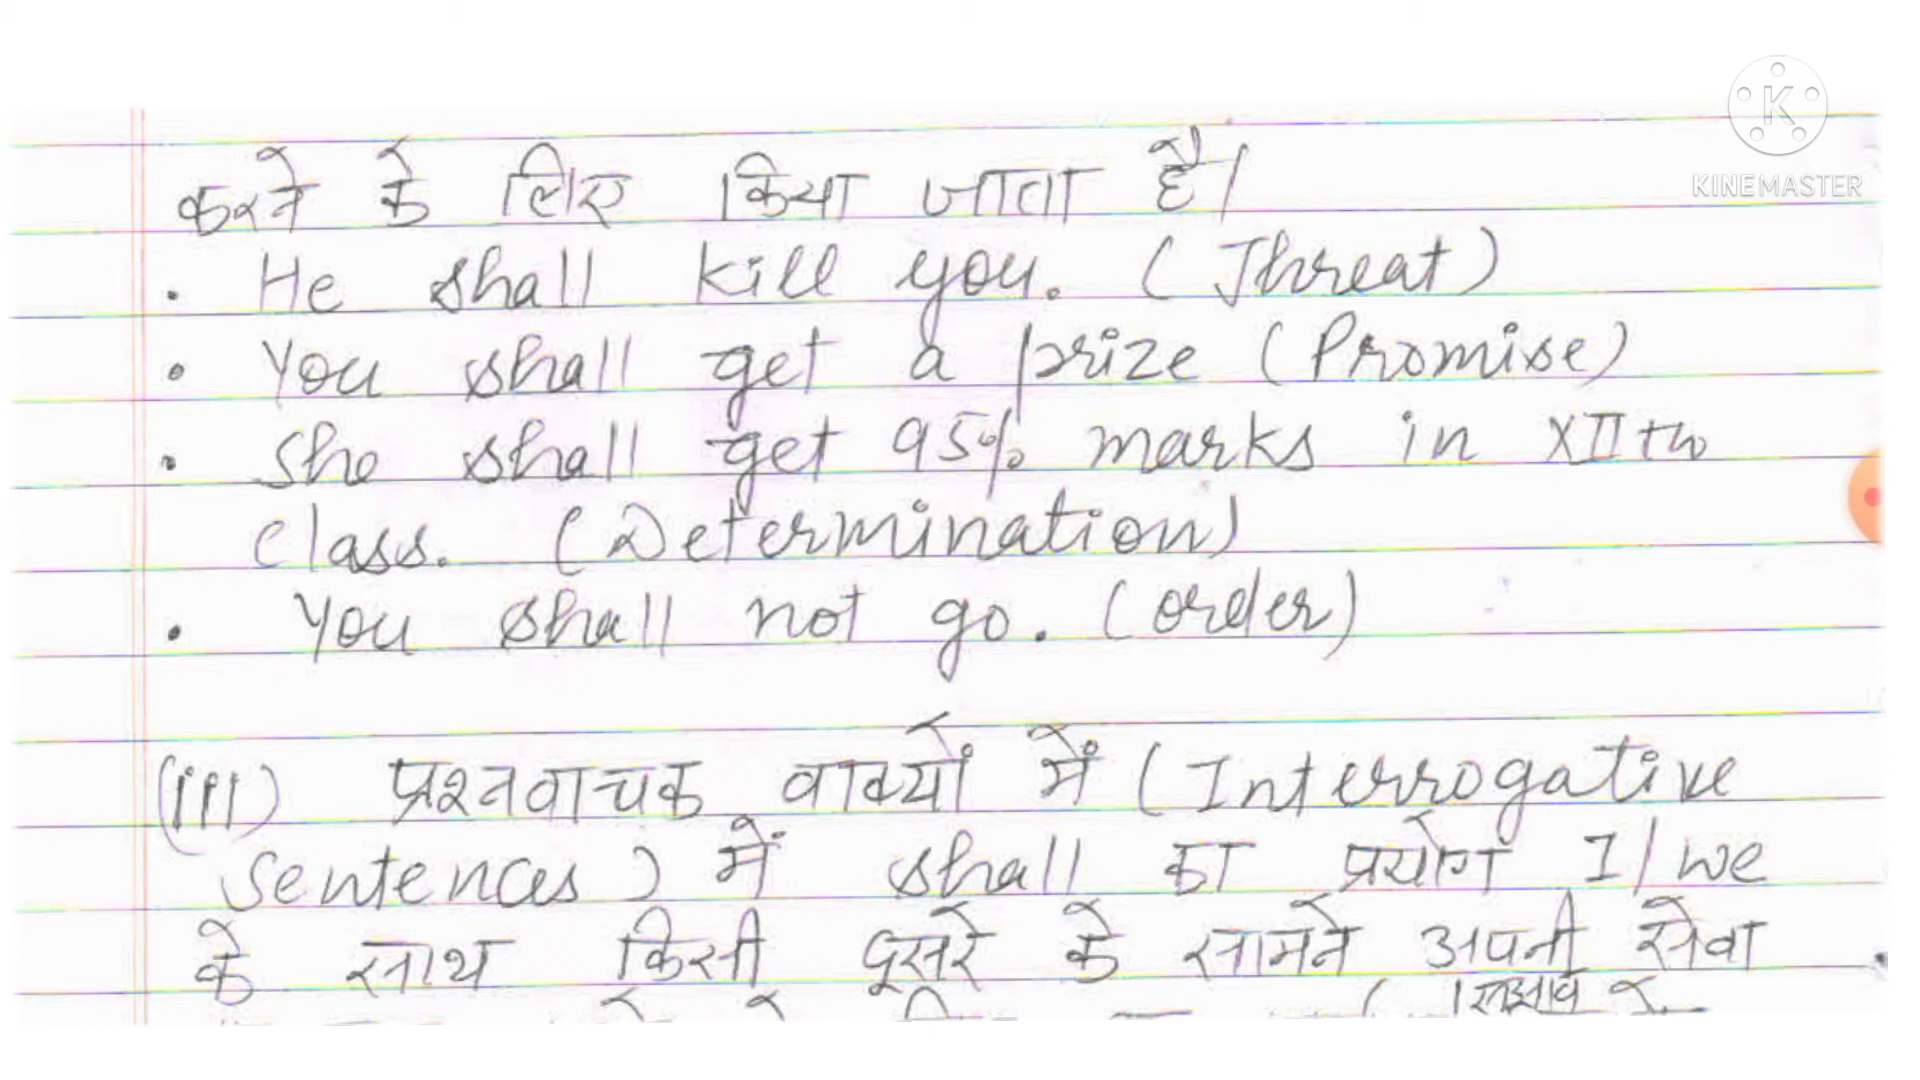 करने के लिए किया जाता है।
KINEMASTER
. He shall kill you. (Threat)
. You shall get a prize (Promise)
. She shall get 95% marks in XIIth
class. (Determination)
. You shall not go. (order)
(iii) प्रश्नवाचक वाक्यों में (Interrogative
Sentences) में shall का प्रयोग I/we
के साथ किसी दूसरे के सामने अपनी सेवा